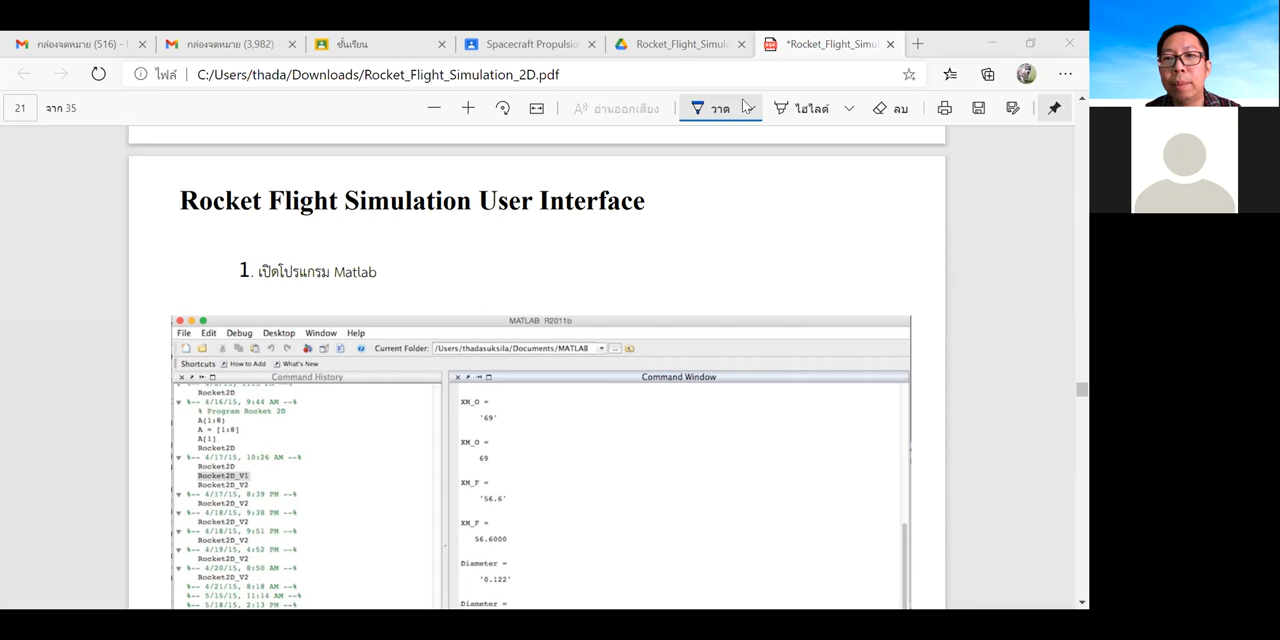 กล่องจดหมาย (516) -
กล่องจดหมาย (3,982) -
ชั้นเรียน
Spacecraft Propulsio
Rocket_Flight_Simula
*Rocket_Flight_Simu
ไฟล์
C:/Users/thada/Downloads/Rocket_Flight_Simulation_2D.pdf
21 จาก 35
อ่านออกเสียง
วาด
ไฮไลต์
ลบ
Rocket Flight Simulation User Interface
1. เปิดโปรแกรม Matlab
MATLAB R2011b
File Edit Debug Desktop Window Help
Current Folder: /Users/thadasuksila/Documents/MATLAB
Shortcuts How to Add What's New
Command History
Rocket2D
%-- 4/16/15, 9:44 AM --%
% Program Rocket 2D
A(1:8)
A = [1:8]
A[1]
Rocket2D
%-- 4/17/15, 10:26 AM --%
Rocket2D
Rocket2D_V1
Rocket2D_V2
%-- 4/17/15, 8:39 PM --%
Rocket2D_V2
%-- 4/18/15, 9:38 PM --%
Rocket2D_V2
%-- 4/18/15, 9:51 PM --%
Rocket2D_V2
%-- 4/19/15, 4:52 PM --%
Rocket2D_V2
%-- 4/20/15, 8:50 AM --%
Rocket2D_V2
%-- 4/21/15, 8:18 AM --%
%-- 5/15/15, 11:14 AM --%
%-- 5/18/15, 2:13 PM --%
Command Window
XM_O =
'69'
XM_O =
69
XM_F =
'56.6'
XM_F =
56.6000
Diameter =
'0.122'
Diameter =